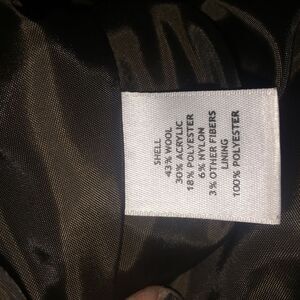 SHELL
43% WOOL
30% ACRYLIC
18% POLYESTER
6% NYLON
3% OTHER FIBERS
LINING
100% POLYESTER